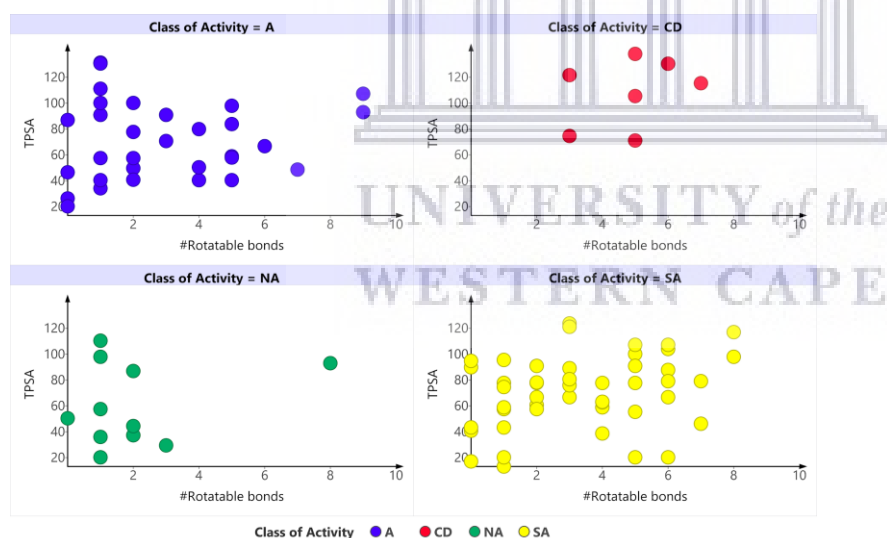 Class of Activity = A
Class of Activity = CD
120
100
80
60
40
20
TPSA
2
4
6
8
10
#Rotatable bonds
120
100
80
60
40
20
TPSA
2
4
6
8
10
#Rotatable bonds
UNIVERSITY of the
WESTERN CAPE
Class of Activity = NA
Class of Activity = SA
120
100
80
60
40
20
TPSA
2
4
6
8
10
#Rotatable bonds
120
100
80
60
40
20
TPSA
2
4
6
8
10
#Rotatable bonds
Class of Activity A CD NA SA